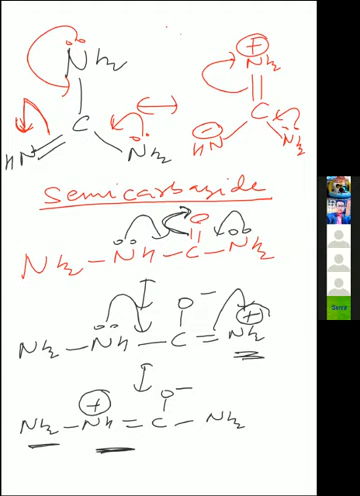 NH2 ⊕
NH2
C C
HN NH2 ⊖ HN NH2
Semicarbazide
O
NH2 - NH - C - NH2
O -
NH2 - NH - C = NH2 ⊕
⊕ O -
NH2 - NH = C - NH2